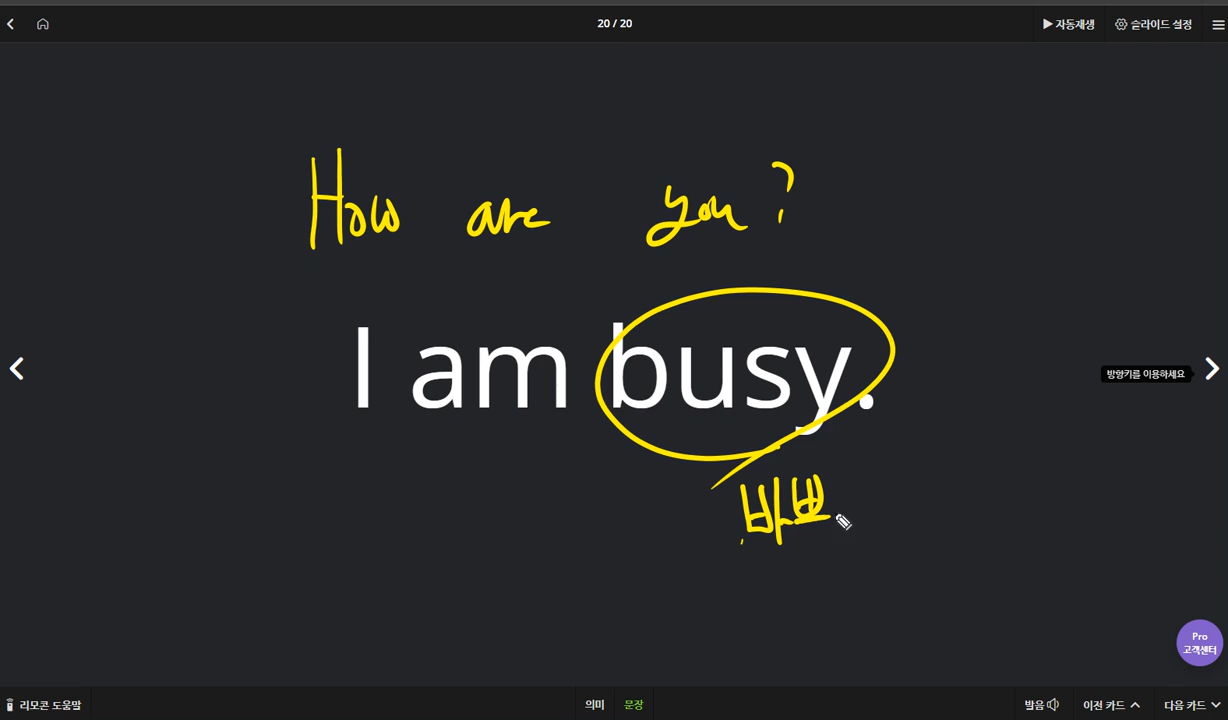 20 / 20
자동재생
슬라이드 설정
How are you?
I am busy.
방향키를 이용하세요
바쁘
Pro
고객센터
리모콘 도움말
의미
문장
발음
이전 카드
다음 카드